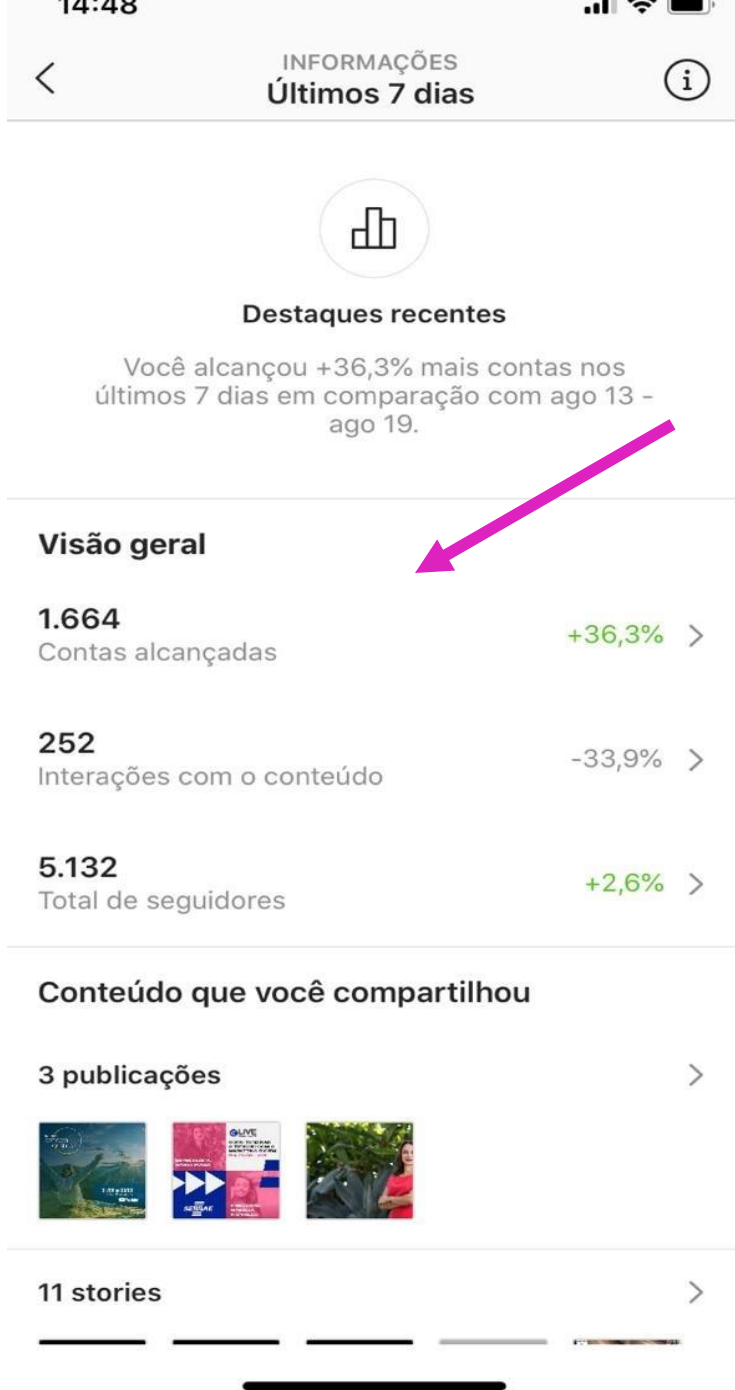 14:48
INFORMAÇÕES
Últimos 7 dias
Destaques recentes
Você alcançou +36,3% mais contas nos
últimos 7 dias em comparação com ago 13 -
ago 19.
Visão geral
1.664
Contas alcançadas
+36,3%
252
Interações com o conteúdo
-33,9%
5.132
Total de seguidores
+2,6%
Conteúdo que você compartilhou
3 publicações
LIVE
SEBRAE
11 stories